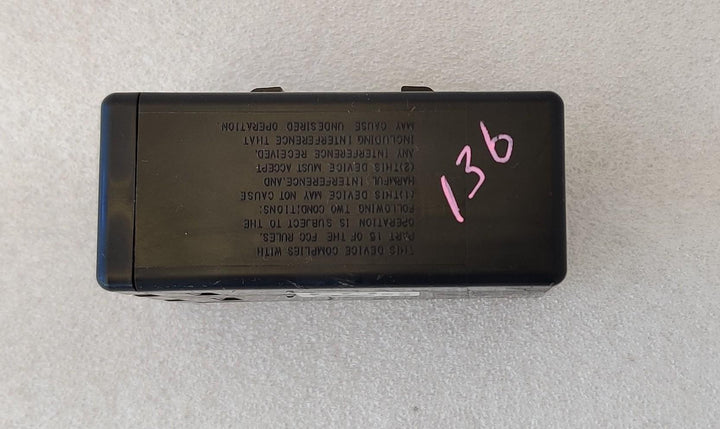 THIS DEVICE COMPLIES WITH
PART 15 OF THE FCC RULES.
OPERATION IS SUBJECT TO THE
FOLLOWING TWO CONDITIONS:
(1)THIS DEVICE MAY NOT CAUSE
HARMFUL INTERFERENCE,AND
(2)THIS DEVICE MUST ACCEPT
ANY INTERFERENCE RECEIVED,
INCLUDING INTERFERENCE THAT
MAY CAUSE UNDESIRED OPERATION
136